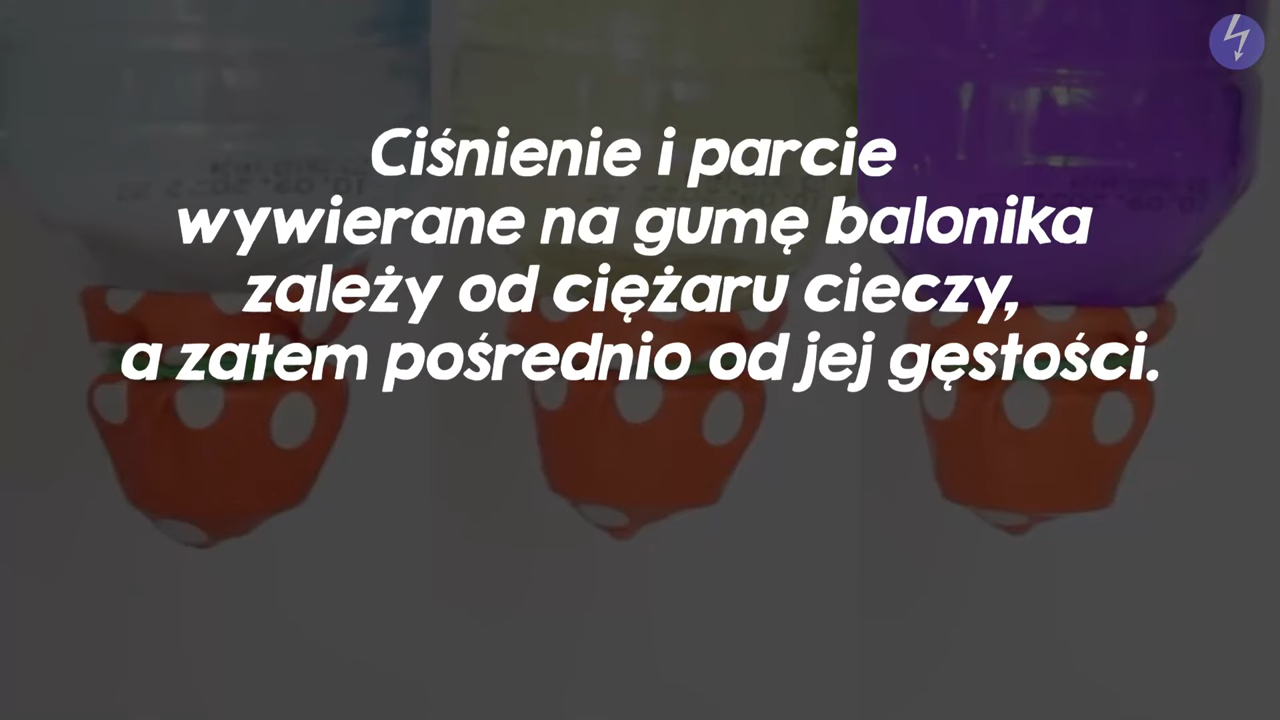 Ciśnienie i parcie
wywierane na gumę balonika
zależy od ciężaru cieczy,
a zatem pośrednio od jej gęstości.